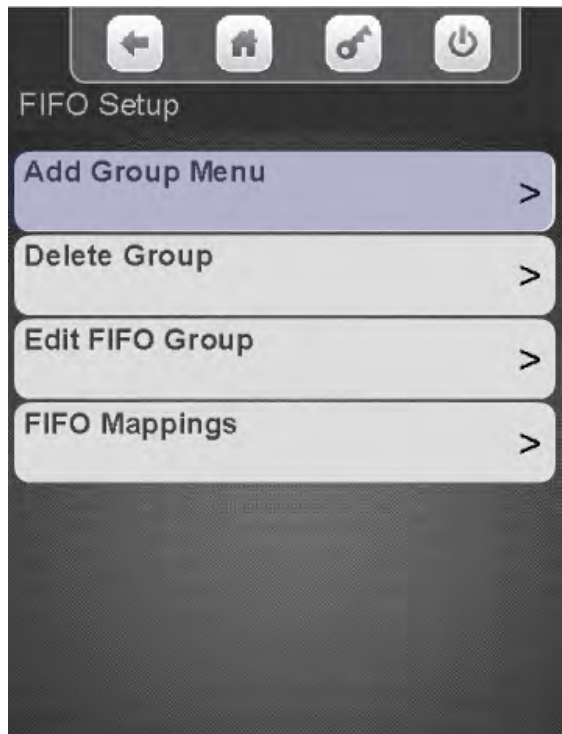 FIFO Setup
Add Group Menu
>
Delete Group
>
Edit FIFO Group
>
FIFO Mappings
>